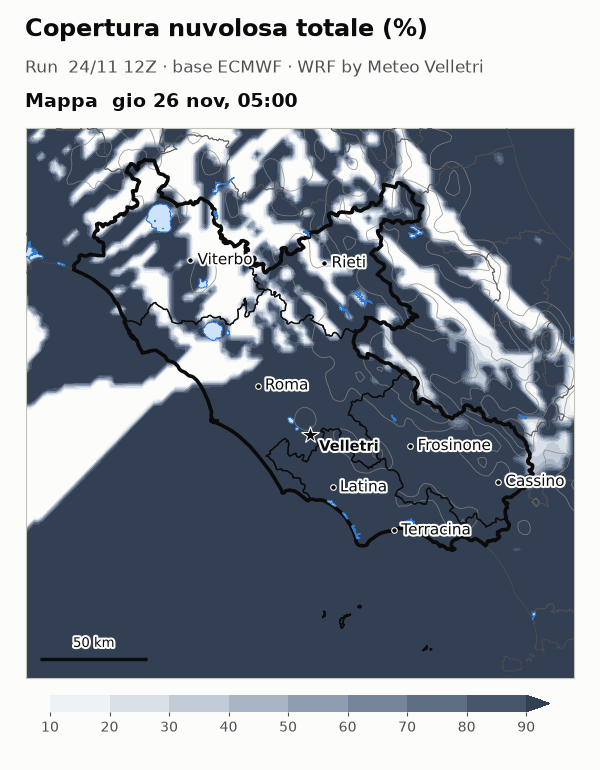 Copertura nuvolosa totale (%)
Run 24/11 12Z · base ECMWF · WRF by Meteo Velletri
Mappa gio 26 nov, 05:00
Viterbo
Rieti
Roma
Velletri
Frosinone
Latina
Cassino
Terracina
50 km
10 20 30 40 50 60 70 80 90